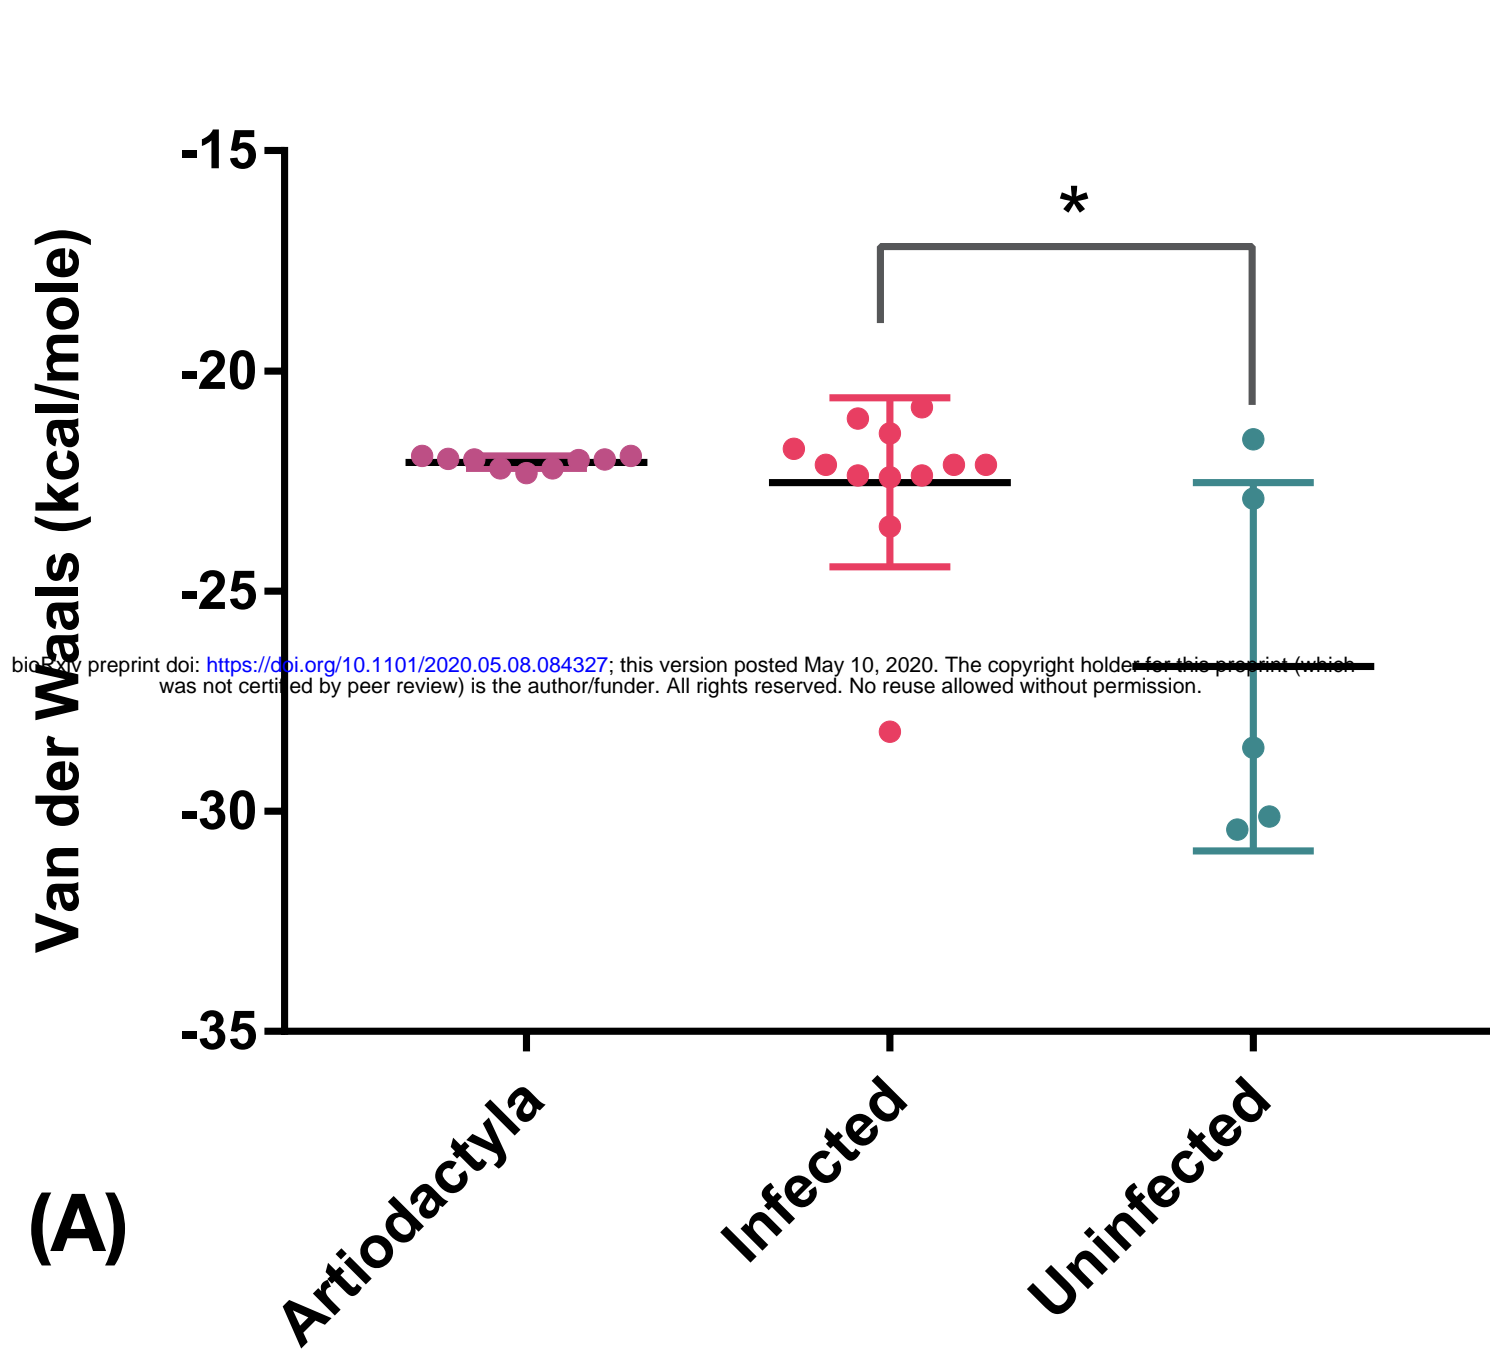 -15
*
-20
-25
-30
-35
Van der Waals (kcal/mole)
bioRxiv preprint doi: https://doi.org/10.1101/2020.05.08.084327; this version posted May 10, 2020. The copyright holder for this preprint (which
was not certified by peer review) is the author/funder. All rights reserved. No reuse allowed without permission.
Artiodactyla
Infected
Uninfected
(A)